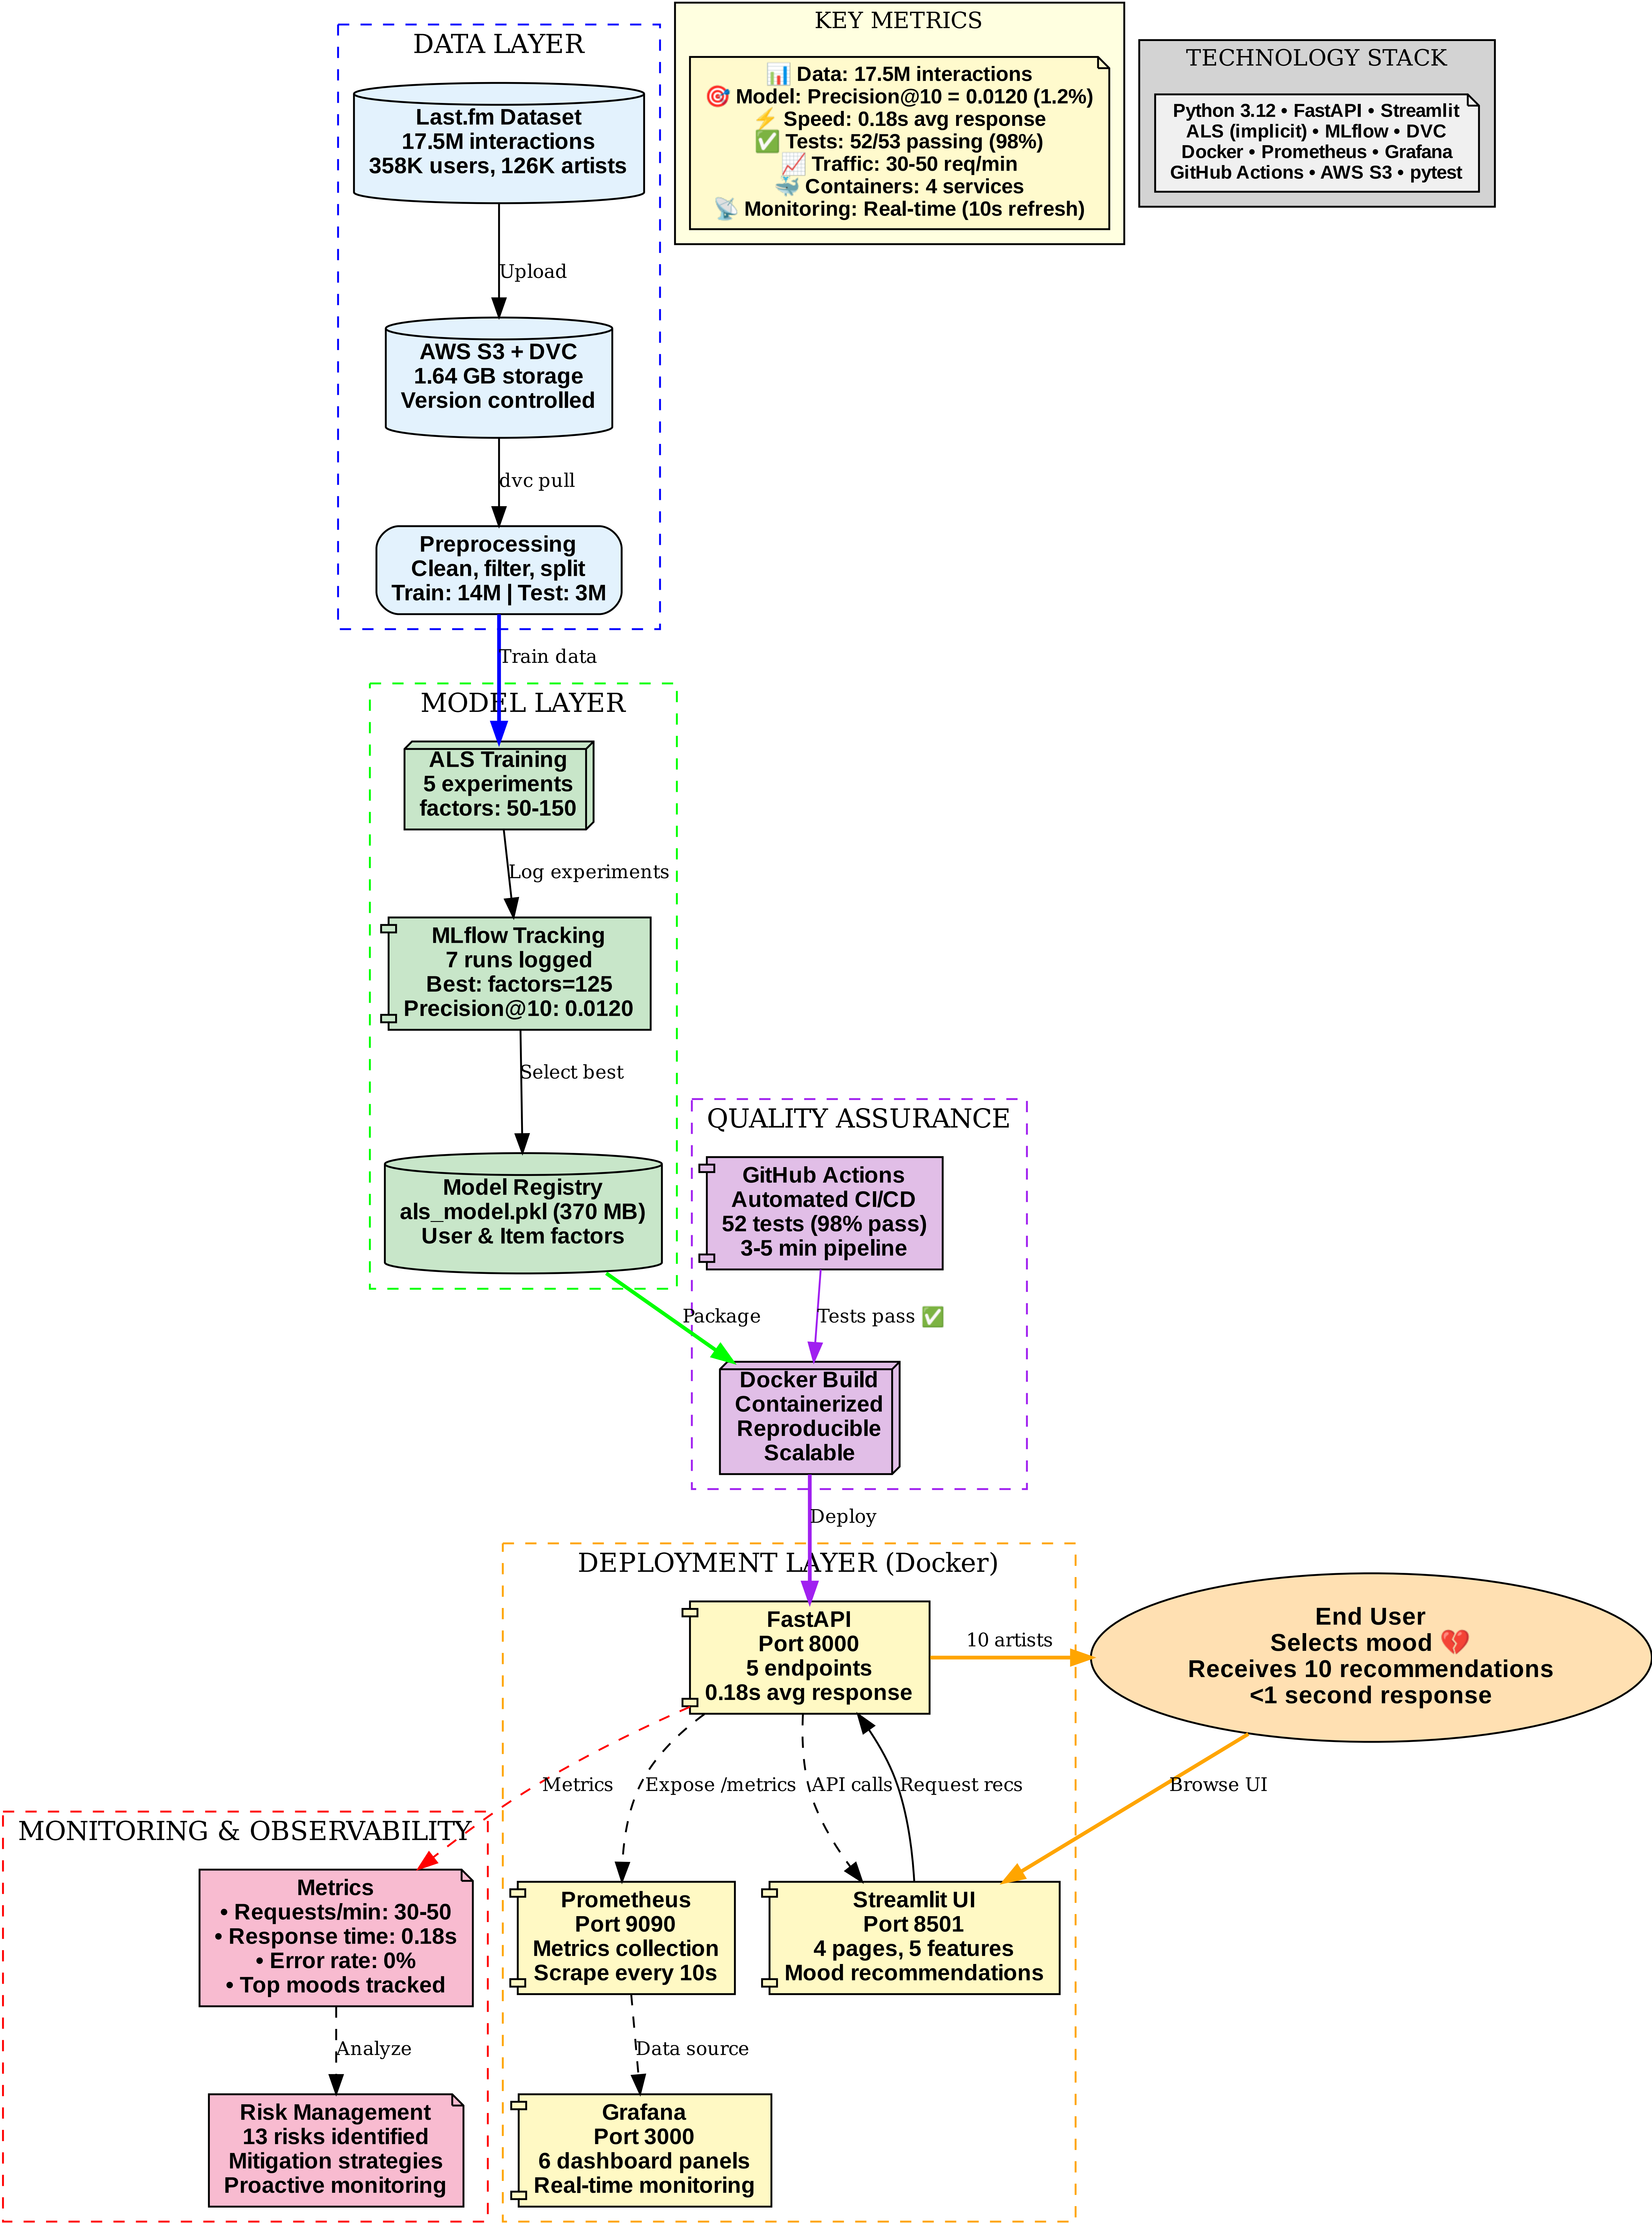 DATA LAYER
Last.fm Dataset
17.5M interactions
358K users, 126K artists
Upload
AWS S3 + DVC
1.64 GB storage
Version controlled
dvc pull
Preprocessing
Clean, filter, split
Train: 14M | Test: 3M
Train data
KEY METRICS
📊 Data: 17.5M interactions
🎯 Model: Precision@10 = 0.0120 (1.2%)
⚡ Speed: 0.18s avg response
✅ Tests: 52/53 passing (98%)
📈 Traffic: 30-50 req/min
🐳 Containers: 4 services
📡 Monitoring: Real-time (10s refresh)
TECHNOLOGY STACK
Python 3.12 • FastAPI • Streamlit
ALS (implicit) • MLflow • DVC
Docker • Prometheus • Grafana
GitHub Actions • AWS S3 • pytest
MODEL LAYER
ALS Training
5 experiments
factors: 50-150
Log experiments
MLflow Tracking
7 runs logged
Best: factors=125
Precision@10: 0.0120
Select best
Model Registry
als_model.pkl (370 MB)
User & Item factors
Package
QUALITY ASSURANCE
GitHub Actions
Automated CI/CD
52 tests (98% pass)
3-5 min pipeline
Tests pass ✅
Docker Build
Containerized
Reproducible
Scalable
Deploy
DEPLOYMENT LAYER (Docker)
FastAPI
Port 8000
5 endpoints
0.18s avg response
10 artists
End User
Selects mood 💔
Receives 10 recommendations
<1 second response
Metrics
Expose /metrics
API calls
Request recs
Browse UI
MONITORING & OBSERVABILITY
Metrics
• Requests/min: 30-50
• Response time: 0.18s
• Error rate: 0%
• Top moods tracked
Analyze
Risk Management
13 risks identified
Mitigation strategies
Proactive monitoring
Prometheus
Port 9090
Metrics collection
Scrape every 10s
Data source
Streamlit UI
Port 8501
4 pages, 5 features
Mood recommendations
Grafana
Port 3000
6 dashboard panels
Real-time monitoring